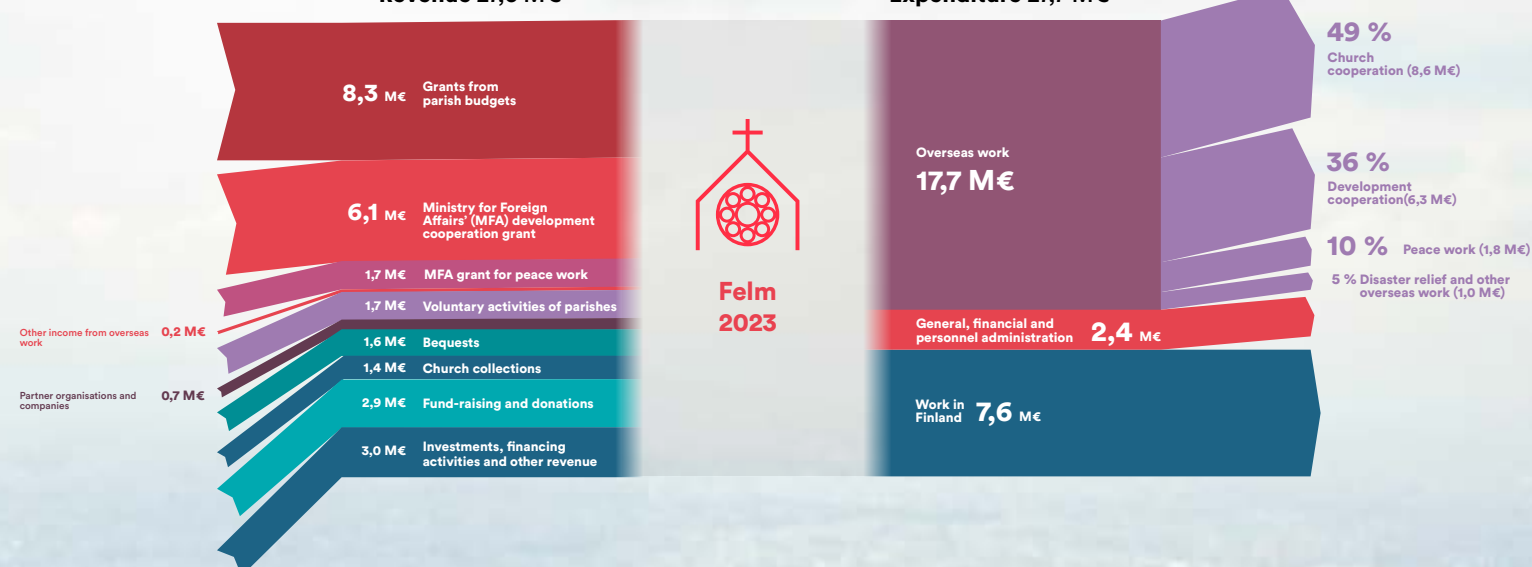 Revenue M€
Expenditure M€
8,3 M€ Grants from
parish budgets
6,1 M€ Ministry for Foreign
Affairs' (MFA) development
cooperation grant
1,7 M€ MFA grant for peace work
Other income from overseas
work
0,2 M€
1,7 M€ Voluntary activities of parishes
Partner organisations and
companies
0,7 M€
1,6 M€ Bequests
1,4 M€ Church collections
2,9 M€ Fund-raising and donations
3,0 M€ Investments, financing
activities and other revenue
Felm
2023
Overseas work
17,7 M€
General, financial and
personnel administration 2,4 M€
Work in
Finland 7,6 M€
49 %
Church
cooperation (8,6 M€)
36 %
Development
cooperation(6,3 M€)
10 % Peace work (1,8 M€)
5 % Disaster relief and other
overseas work (1,0 M€)